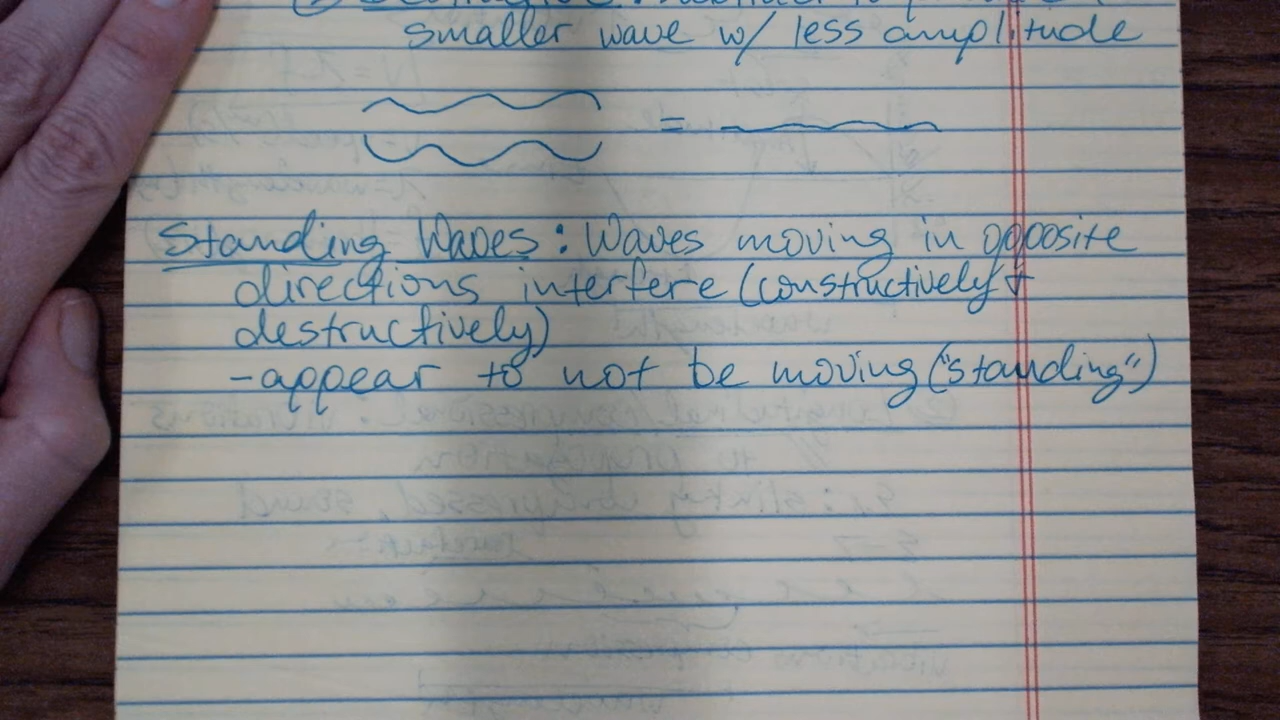 smaller wave w/ less amplitude
=
Standing Waves: Waves moving in opposite
directions interfere (constructively +
destructively)
-appear to not be moving ("standing")